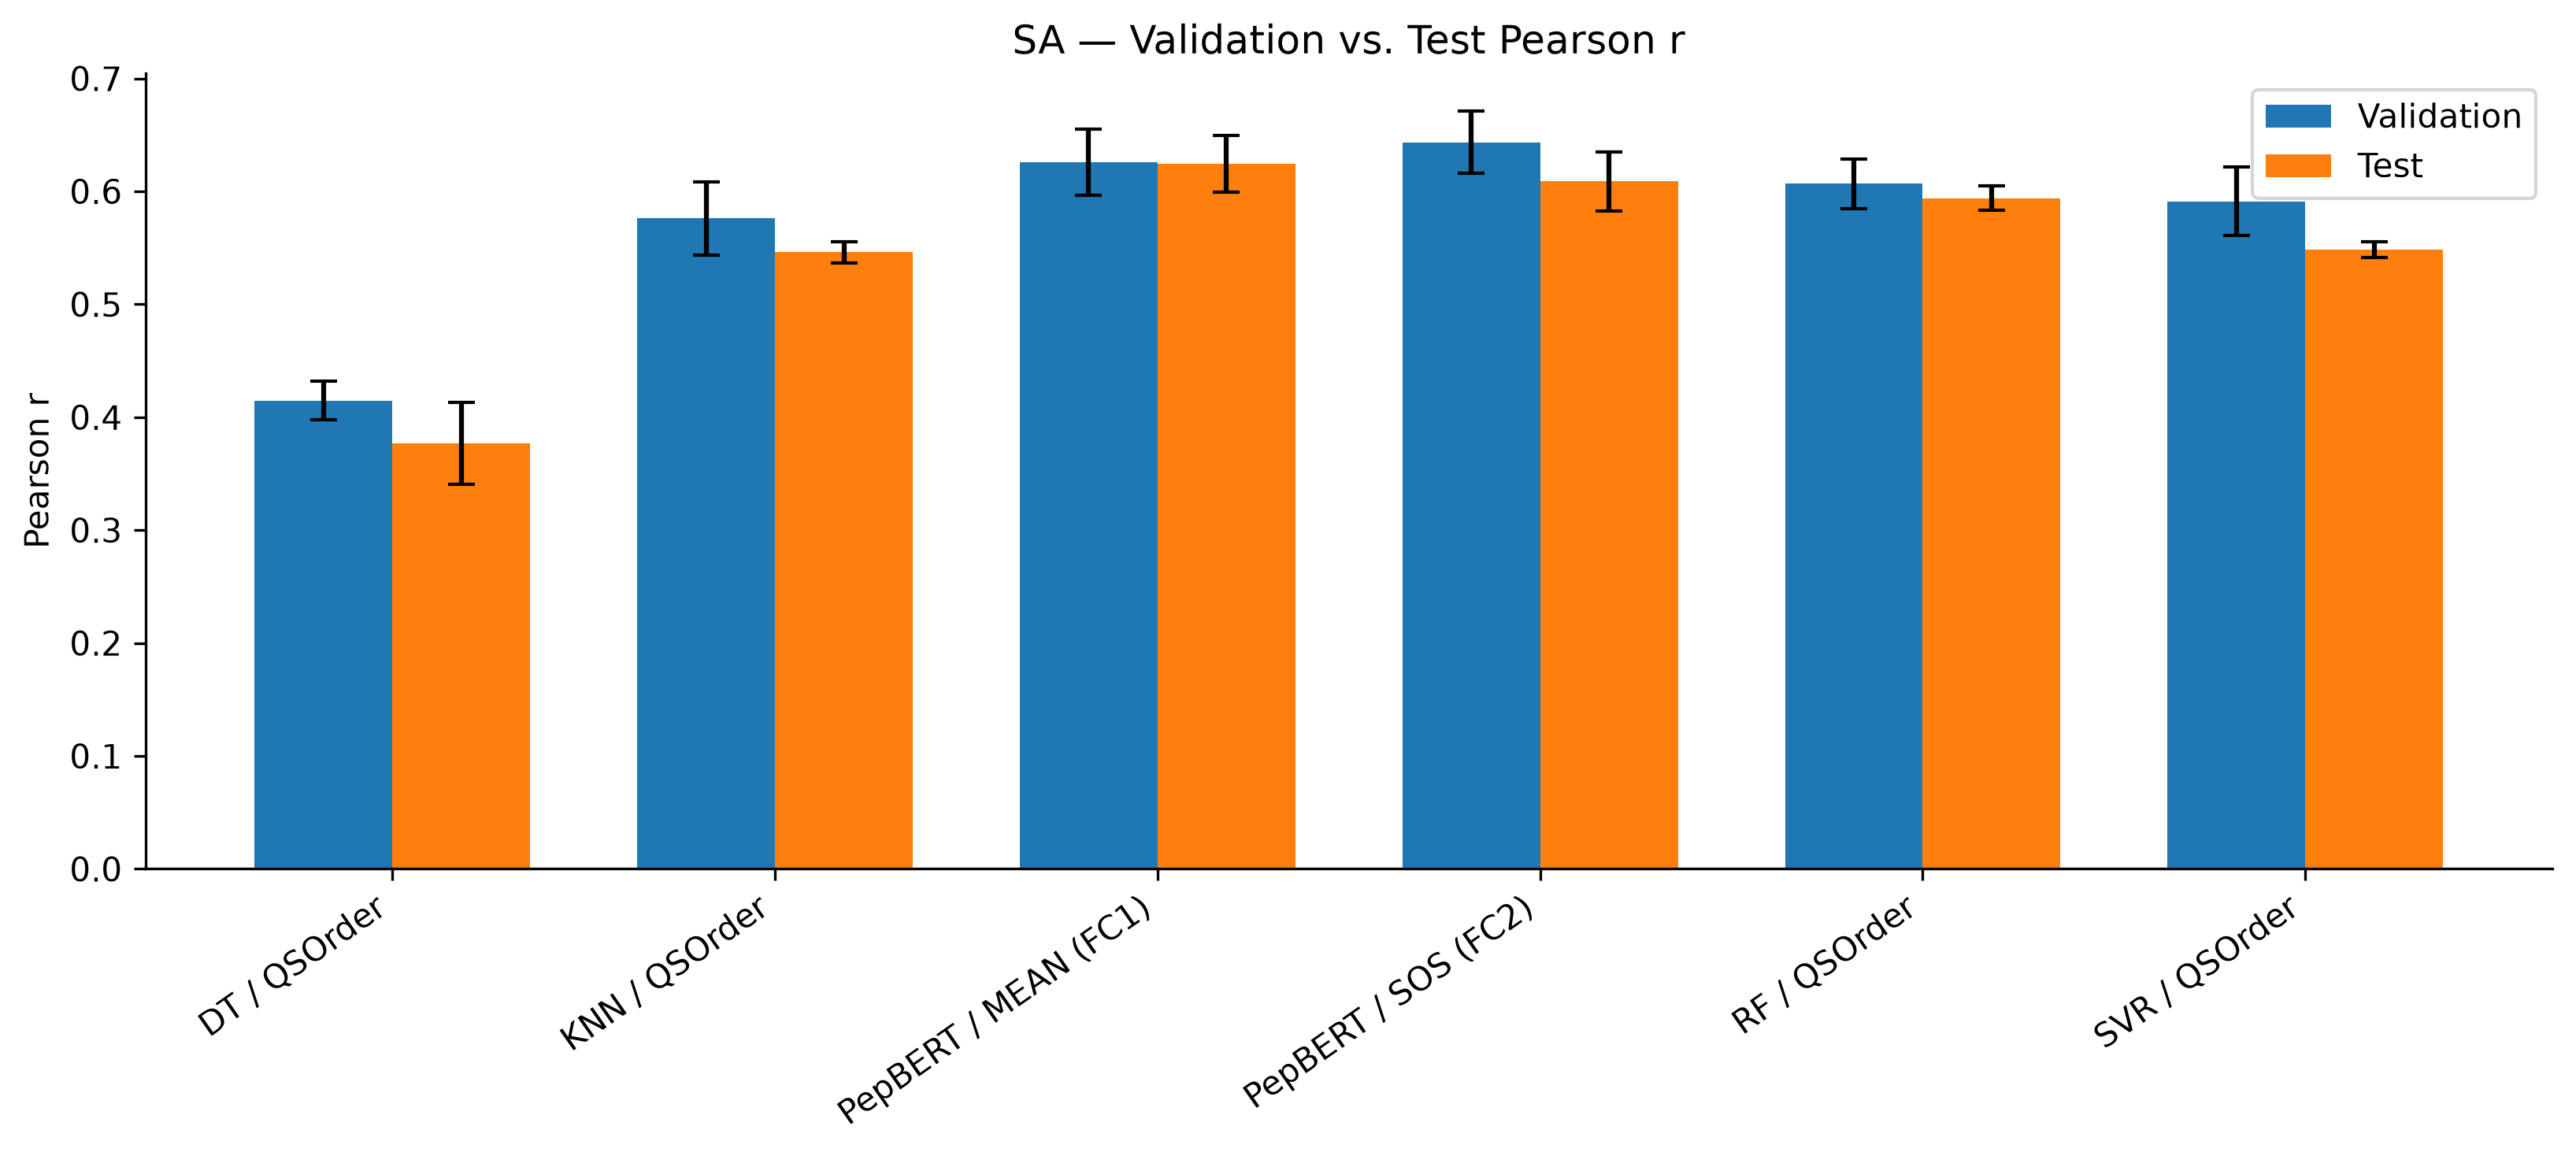 SA — Validation vs. Test Pearson r
Validation
Test
Pearson r
0.7
0.6
0.5
0.4
0.3
0.2
0.1
0.0
DT / QSOrder
KNN / QSOrder
PepBERT / MEAN (FC1)
PepBERT / SOS (FC2)
RF / QSOrder
SVR / QSOrder